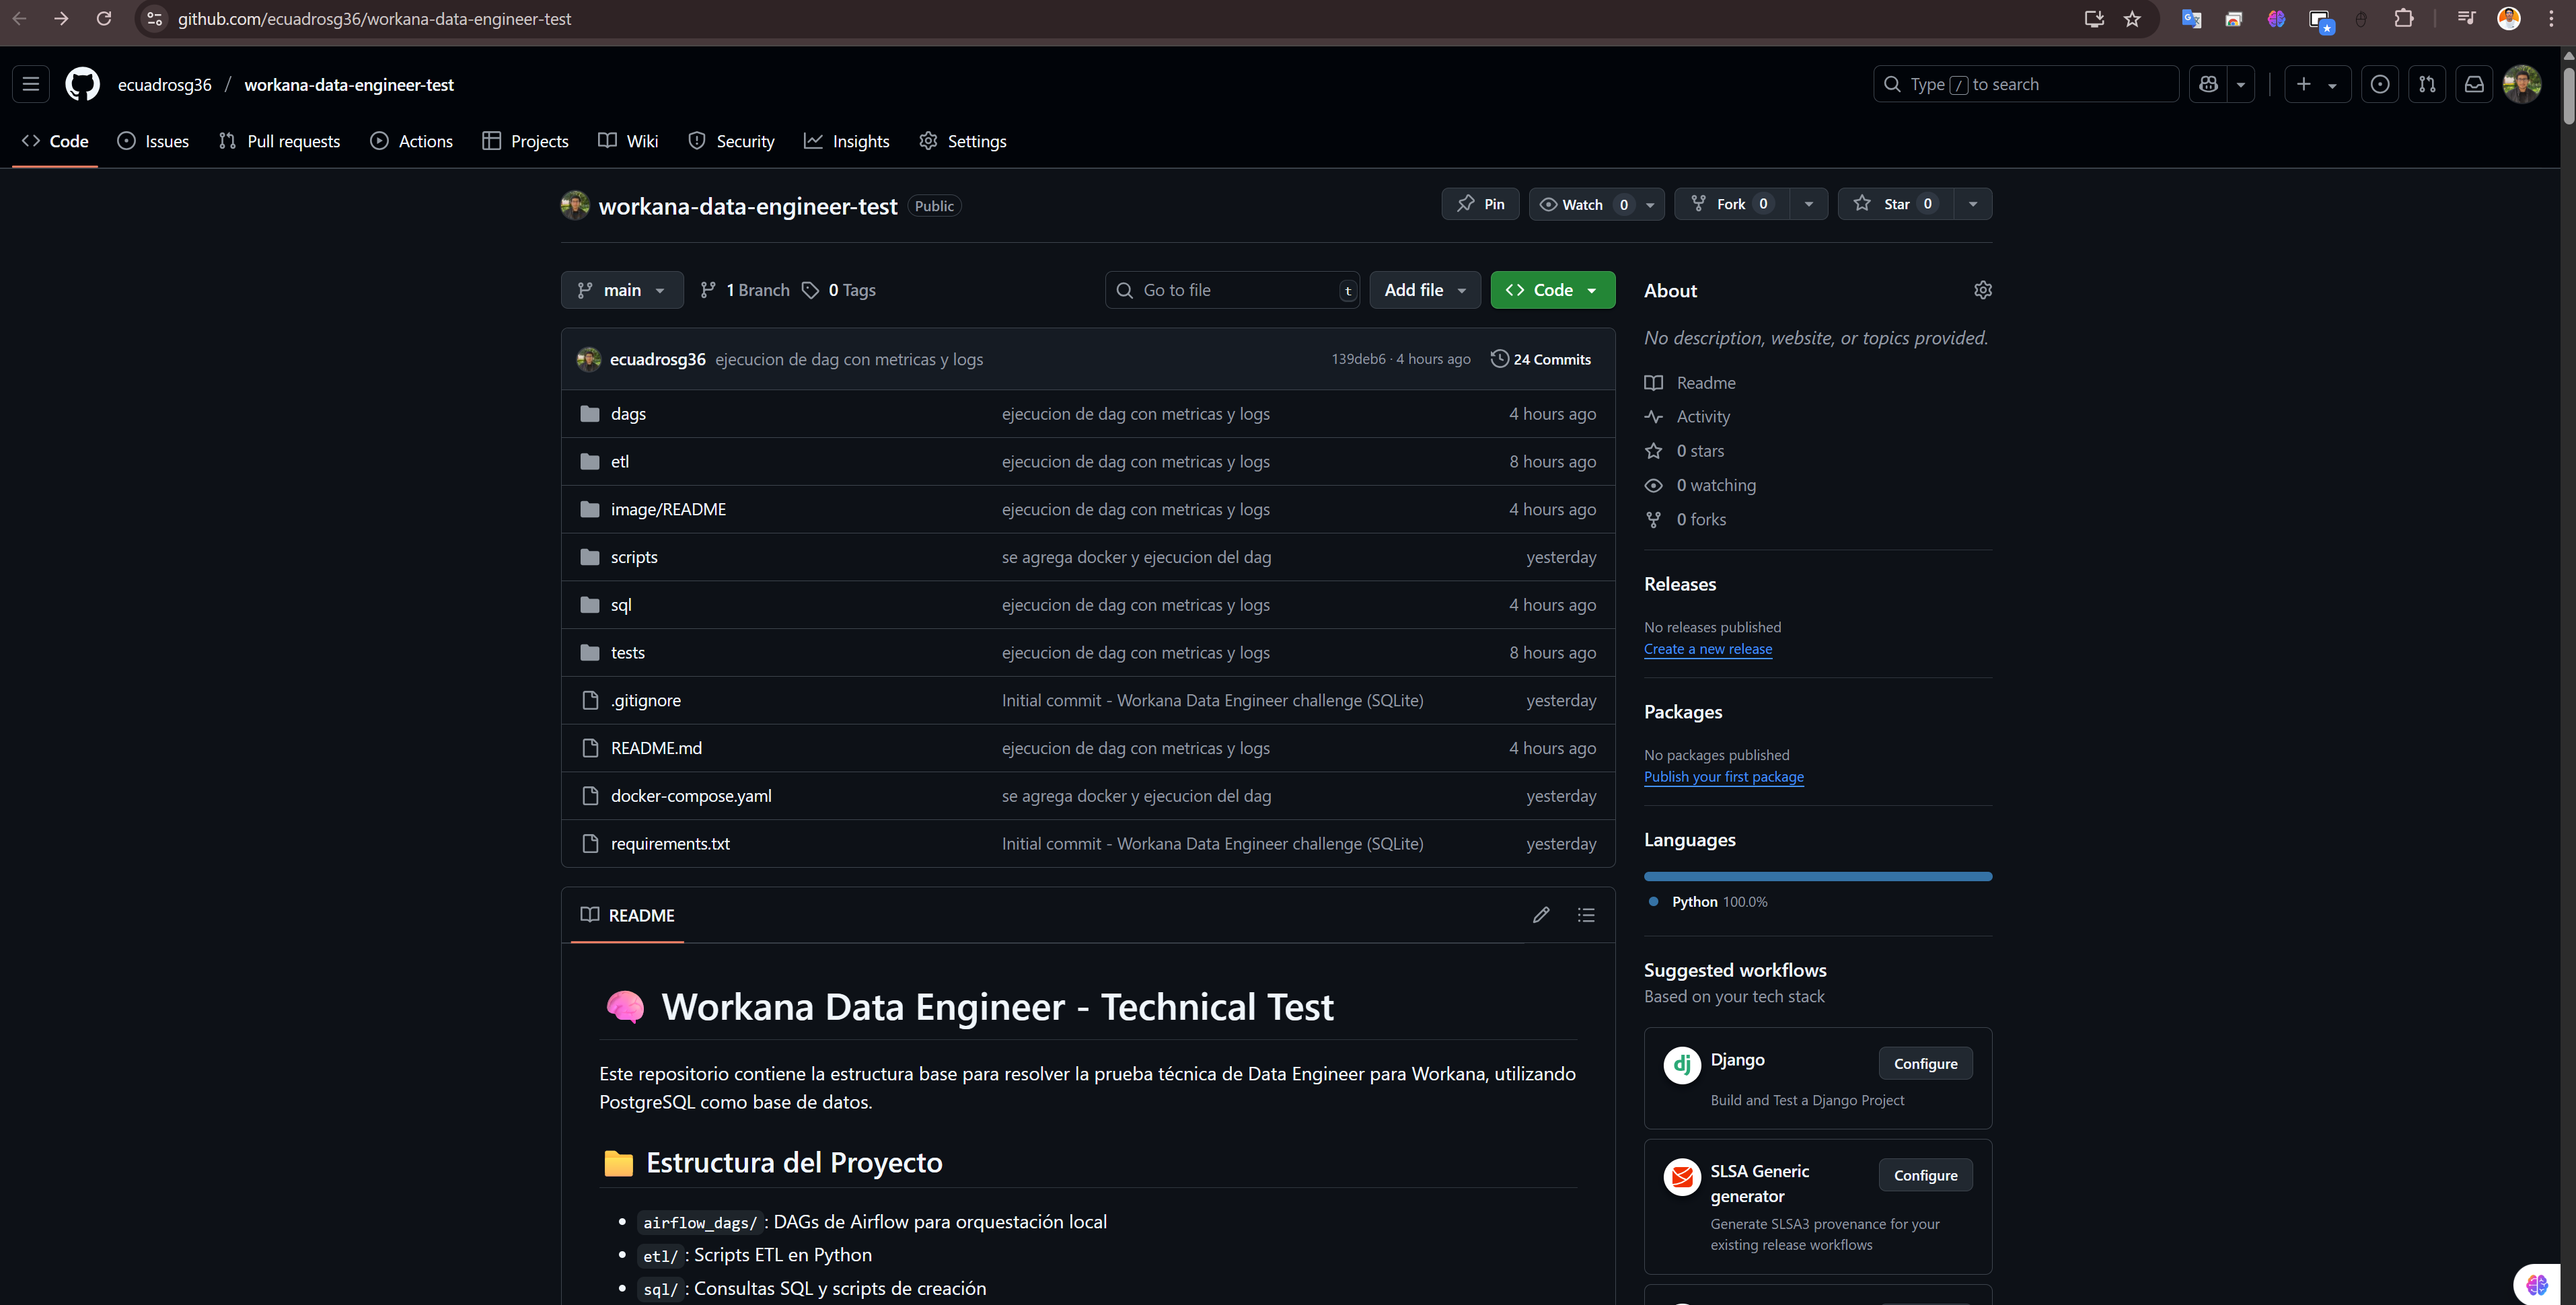 github.com/ecuadrosg36/workana-data-engineer-test
ecuadrosg36 / workana-data-engineer-test
Type / to search
Code
Issues
Pull requests
Actions
Projects
Wiki
Security
Insights
Settings
workana-data-engineer-test Public
Pin
Watch 0
Fork 0
Star 0
main
1 Branch
0 Tags
Go to file t
Add file
Code
ecuadrosg36 ejecucion de dag con metricas y logs 139deb6 · 4 hours ago 24 Commits
dags ejecucion de dag con metricas y logs 4 hours ago
etl ejecucion de dag con metricas y logs 8 hours ago
image/README ejecucion de dag con metricas y logs 4 hours ago
scripts se agrega docker y ejecucion del dag yesterday
sql ejecucion de dag con metricas y logs 4 hours ago
tests ejecucion de dag con metricas y logs 8 hours ago
.gitignore Initial commit - Workana Data Engineer challenge (SQLite) yesterday
README.md ejecucion de dag con metricas y logs 4 hours ago
docker-compose.yaml se agrega docker y ejecucion del dag yesterday
requirements.txt Initial commit - Workana Data Engineer challenge (SQLite) yesterday
README
Workana Data Engineer - Technical Test
Este repositorio contiene la estructura base para resolver la prueba técnica de Data Engineer para Workana, utilizando
PostgreSQL como base de datos.
Estructura del Proyecto
• airflow_dags/ : DAGs de Airflow para orquestación local
• etl/ : Scripts ETL en Python
• sql/ : Consultas SQL y scripts de creación
About
No description, website, or topics provided.
Readme
Activity
0 stars
0 watching
0 forks
Releases
No releases published
Create a new release
Packages
No packages published
Publish your first package
Languages
Python 100.0%
Suggested workflows
Based on your tech stack
dj
Django
Configure
Build and Test a Django Project
SLSA Generic
generator
Configure
Generate SLSA3 provenance for your
existing release workflows